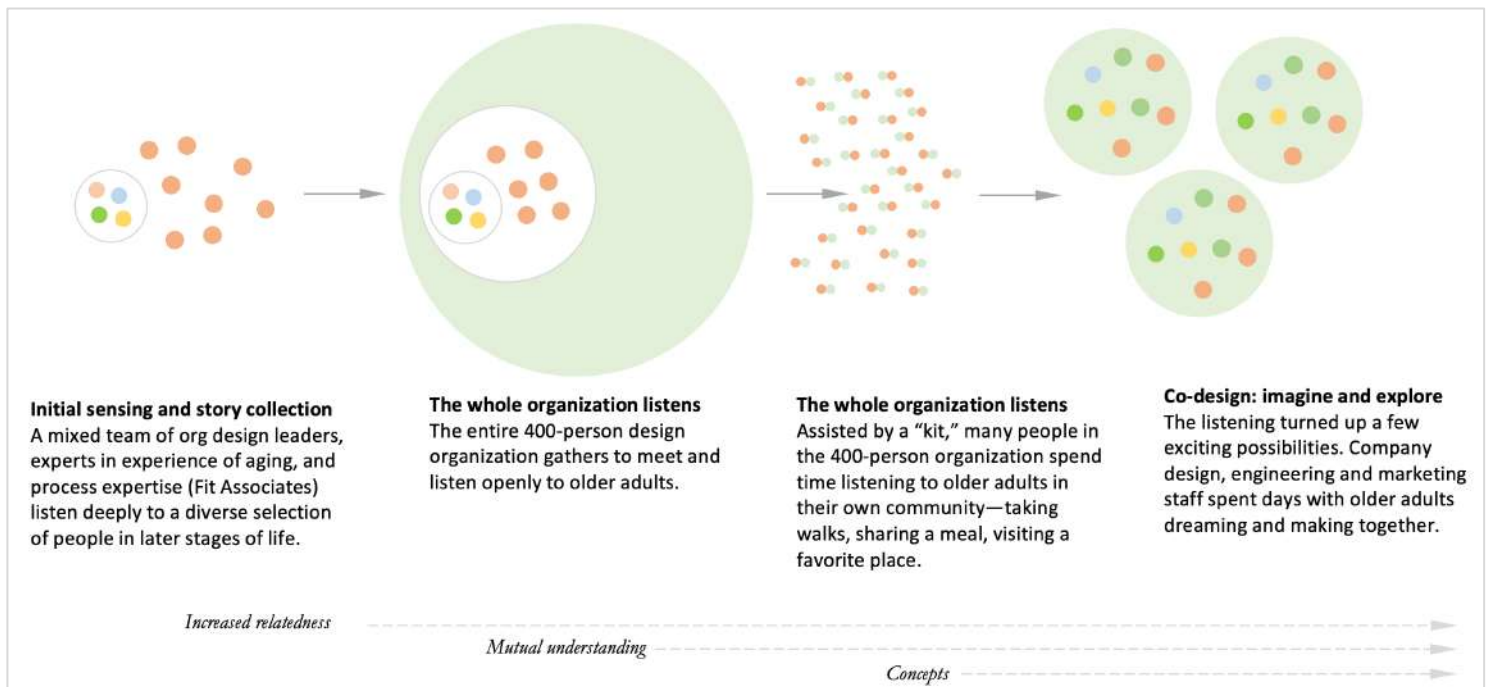 Initial sensing and story collection
A mixed team of org design leaders,
experts in experience of aging, and
process expertise (Fit Associates)
listen deeply to a diverse selection
of people in later stages of life.
The whole organization listens
The entire 400-person design
organization gathers to meet and
listen openly to older adults.
The whole organization listens
Assisted by a “kit,” many people in
the 400-person organization spend
time listening to older adults in
their own community—taking
walks, sharing a meal, visiting a
favorite place.
Co-design: imagine and explore
The listening turned up a few
exciting possibilities. Company
design, engineering and marketing
staff spent days with older adults
dreaming and making together.
Increased relatedness
Mutual understanding
Concepts